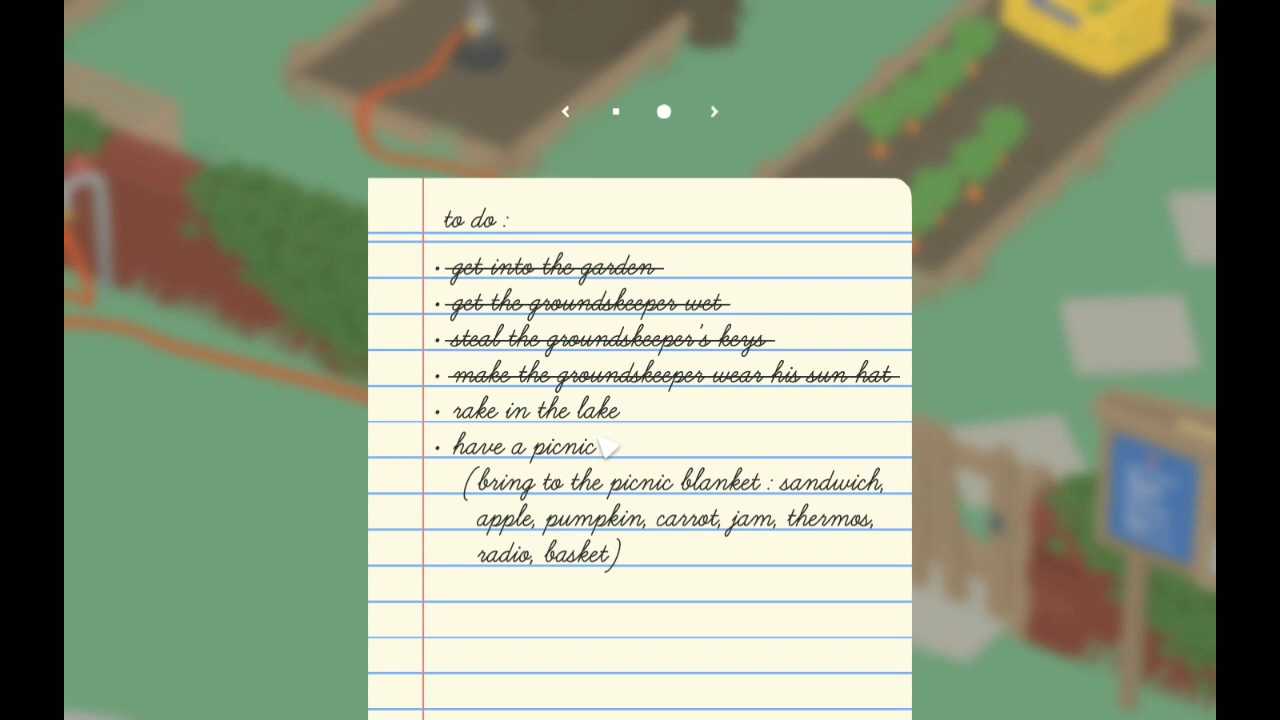 to do :
• get into the garden
• get the groundskeeper wet
• steal the groundskeeper's keys
• make the groundskeeper wear his sun hat
• rake in the lake
• have a picnic
(bring to the picnic blanket : sandwich,
apple, pumpkin, carrot, jam, thermos,
radio, basket)